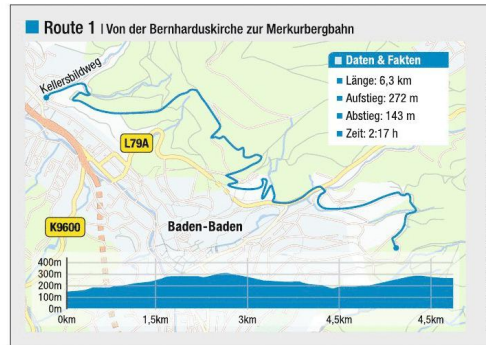 Route 1 | Von der Bernharduskirche zur Merkurbergbahn
Kellersbildweg
Daten & Fakten
Länge: 6,3 km
Aufstieg: 272 m
Abstieg: 143 m
Zeit: 2:17 h
L79A
K9600
Baden-Baden
400m
300m
200m
100m
0m
0km 1,5km 3km 4,5km 4,5km